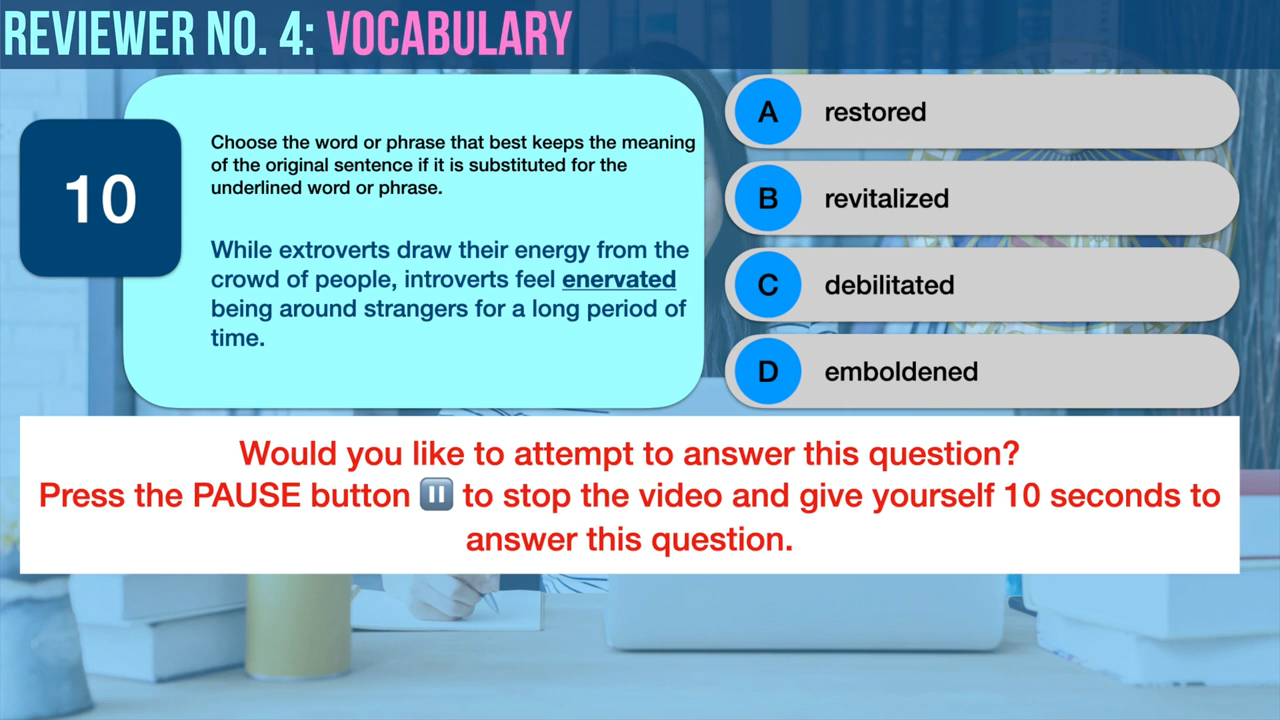 REVIEWER NO. 4: VOCABULARY
10
Choose the word or phrase that best keeps the meaning
of the original sentence if it is substituted for the
underlined word or phrase.
While extroverts draw their energy from the
crowd of people, introverts feel enervated
being around strangers for a long period of
time.
A restored
B revitalized
C debilitated
D emboldened
Would you like to attempt to answer this question?
Press the PAUSE button ⏸️ to stop the video and give yourself 10 seconds to
answer this question.